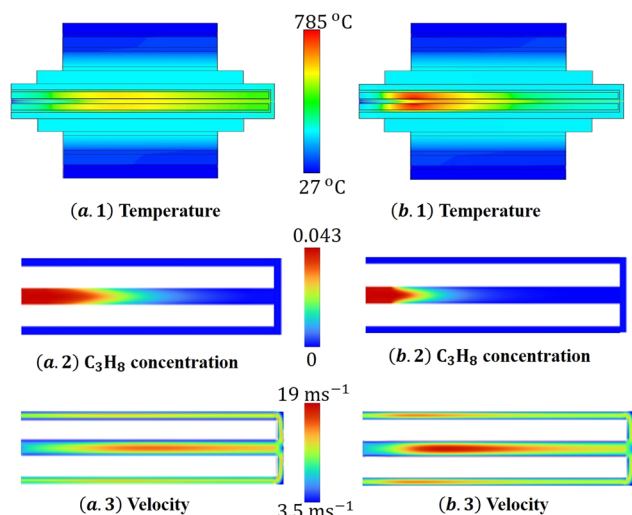 785 °C
27 °C
(a.1) Temperature
(b.1) Temperature
0.043
0
(a.2) C₃H₈ concentration
(b.2) C₃H₈ concentration
19 ms⁻¹
3.5 ms⁻¹
(a.3) Velocity
(b.3) Velocity